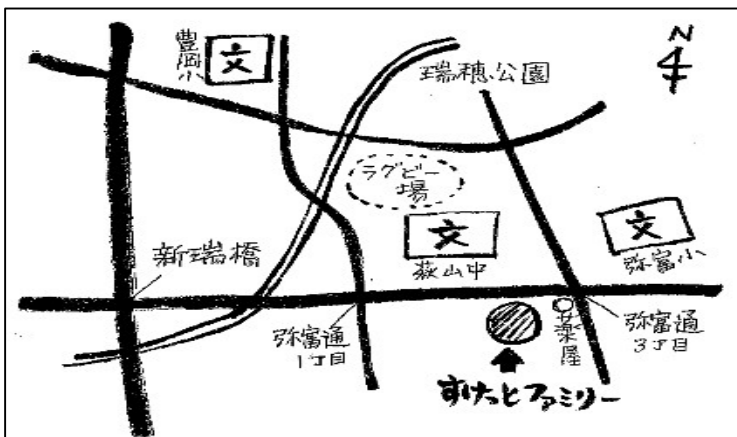 豊岡小
文
瑞穂公園
N
ラグビー
場
文
萩山中
文
弥富小
新瑞橋
弥富通
1丁目
安楽屋
弥富通
3丁目
すけっとファミリー